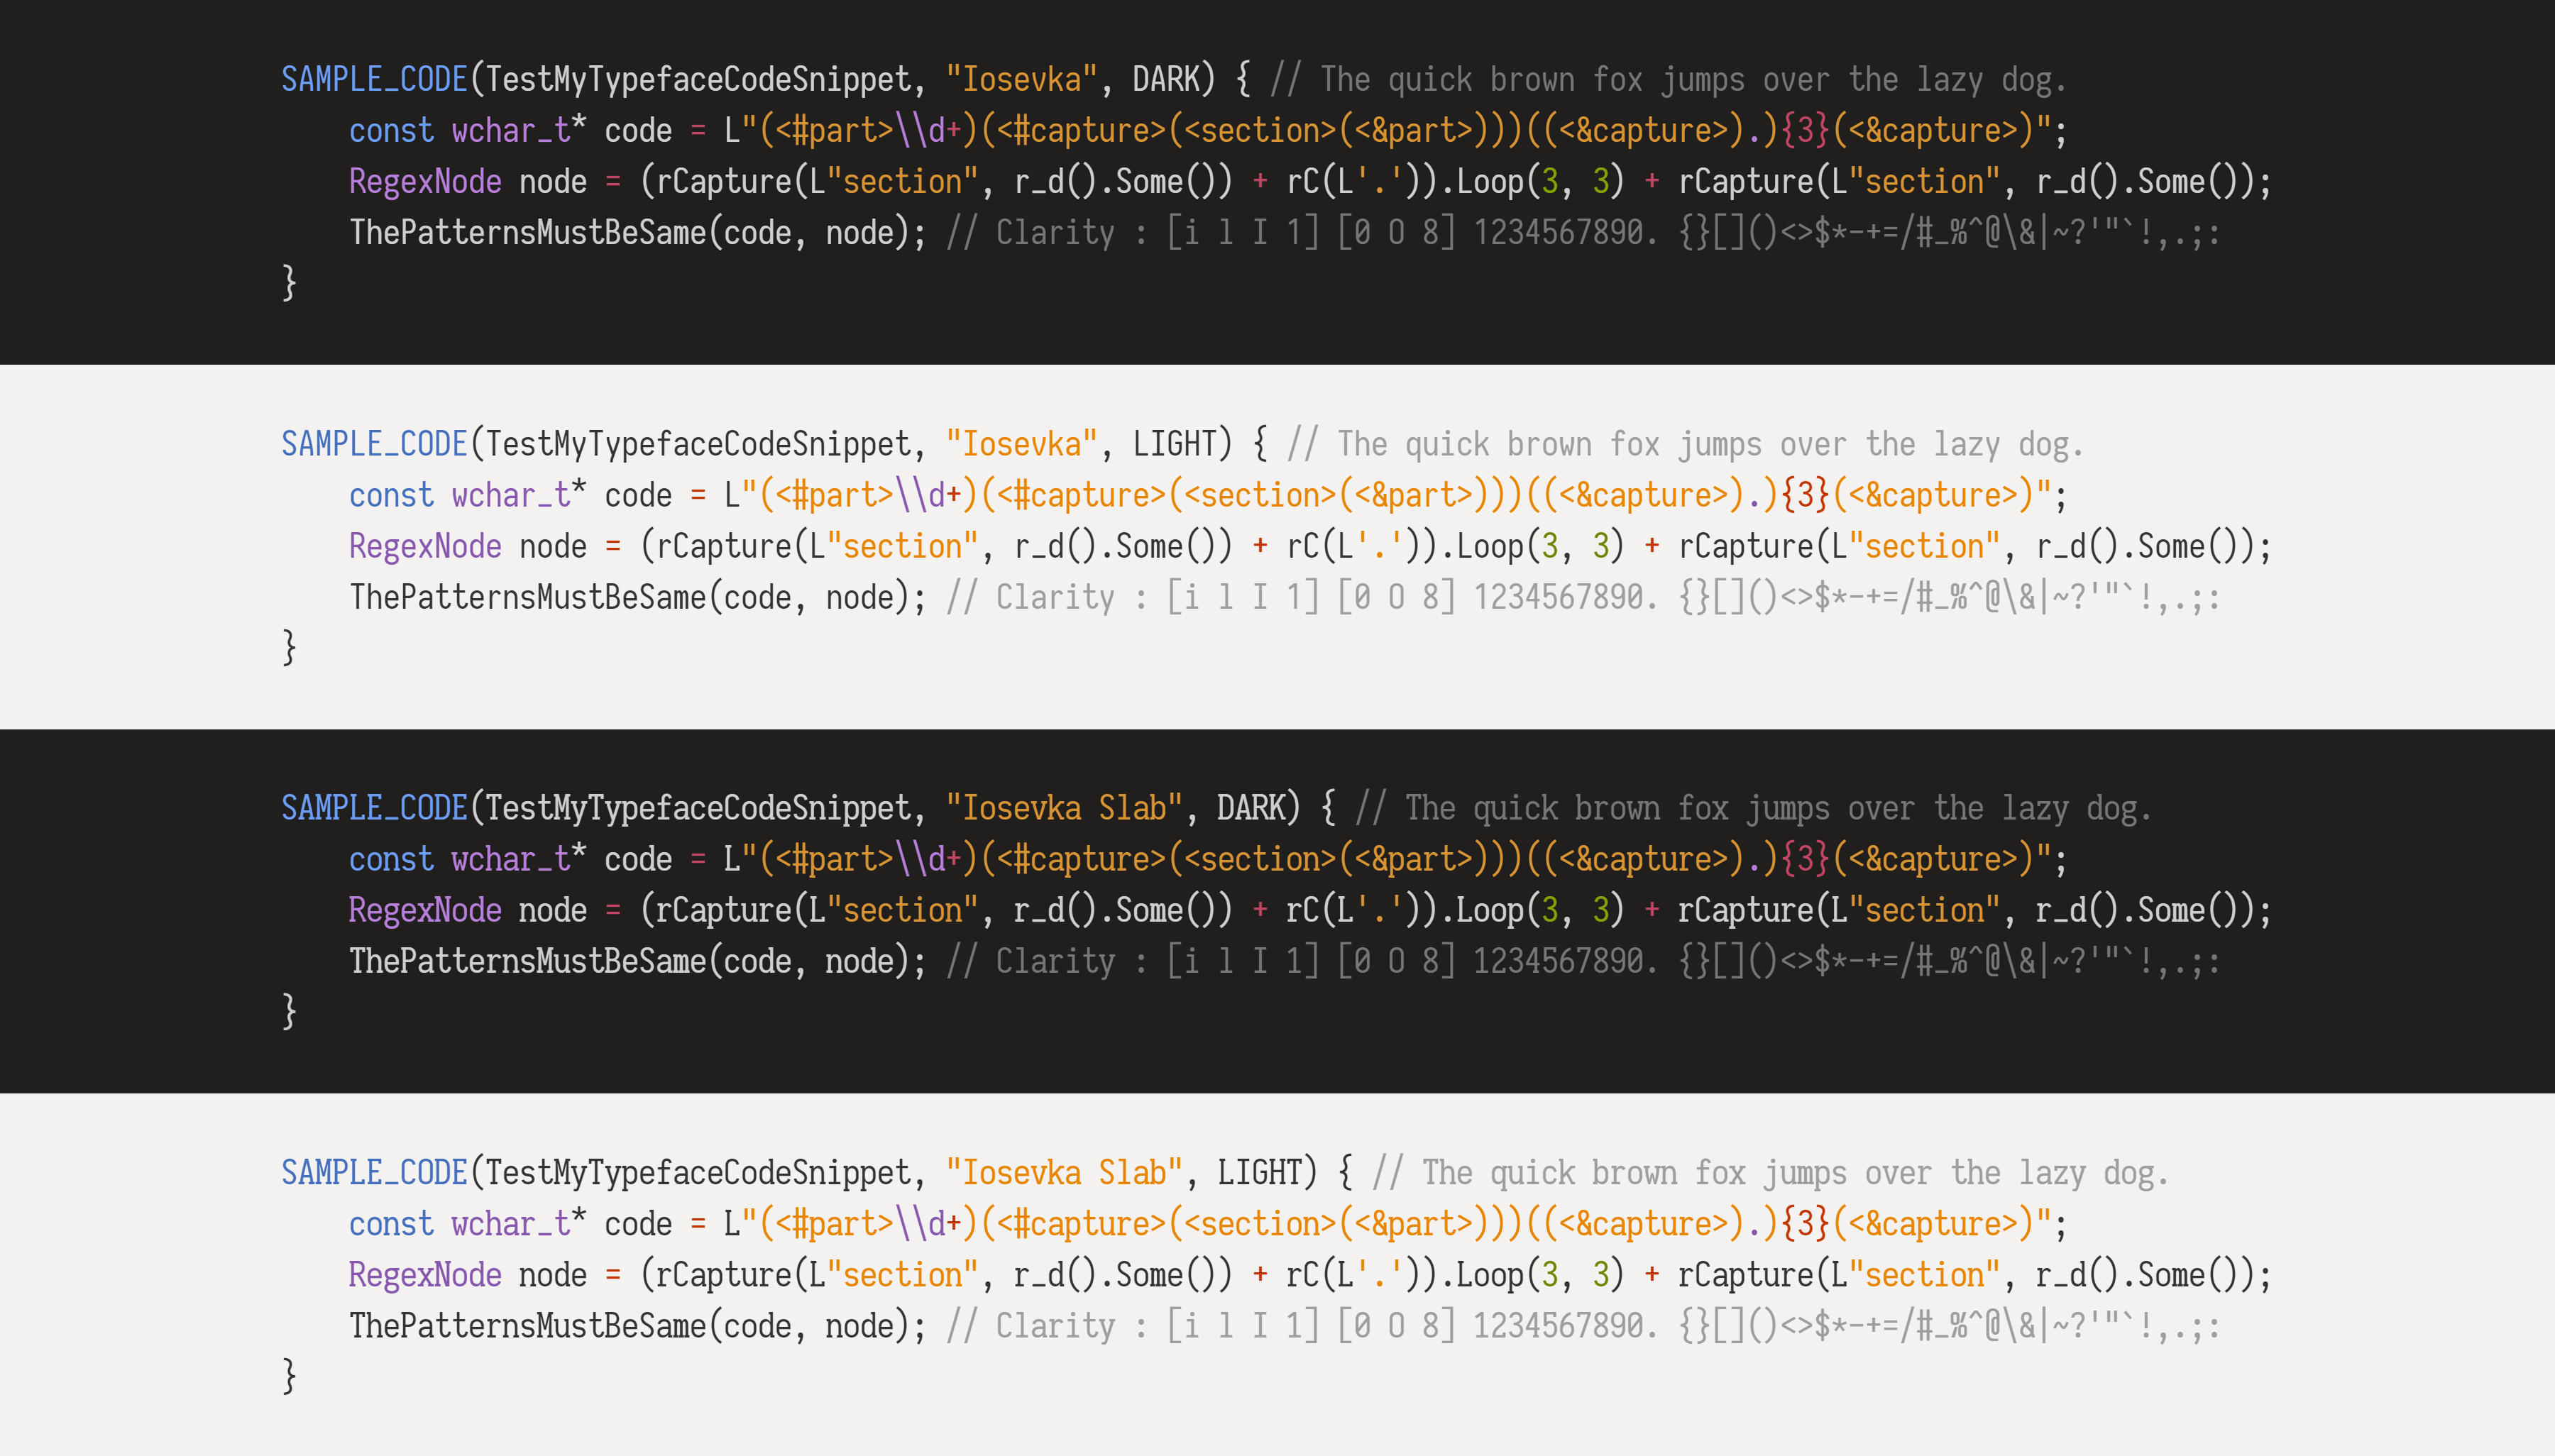 SAMPLE_CODE(TestMyTypefaceCodeSnippet, "Iosevka", DARK) { // The quick brown fox jumps over the lazy dog.
    const wchar_t* code = L"(<#part>\\d+)(<#capture>(<section>(<&part>)))((<&capture>).){3}(<&capture>)";
    RegexNode node = (rCapture(L"section", r_d().Some()) + rC(L'.')).Loop(3, 3) + rCapture(L"section", r_d().Some());
    ThePatternsMustBeSame(code, node); // Clarity : [i l I 1] [0 O 8] 1234567890. {}[]()<>$*-+=/#_%^@\&|~?'"`!,.;:
}
SAMPLE_CODE(TestMyTypefaceCodeSnippet, "Iosevka", LIGHT) { // The quick brown fox jumps over the lazy dog.
    const wchar_t* code = L"(<#part>\\d+)(<#capture>(<section>(<&part>)))((<&capture>).){3}(<&capture>)";
    RegexNode node = (rCapture(L"section", r_d().Some()) + rC(L'.')).Loop(3, 3) + rCapture(L"section", r_d().Some());
    ThePatternsMustBeSame(code, node); // Clarity : [i l I 1] [0 O 8] 1234567890. {}[]()<>$*-+=/#_%^@\&|~?'"`!,.;:
}
SAMPLE_CODE(TestMyTypefaceCodeSnippet, "Iosevka Slab", DARK) { // The quick brown fox jumps over the lazy dog.
    const wchar_t* code = L"(<#part>\\d+)(<#capture>(<section>(<&part>)))((<&capture>).){3}(<&capture>)";
    RegexNode node = (rCapture(L"section", r_d().Some()) + rC(L'.')).Loop(3, 3) + rCapture(L"section", r_d().Some());
    ThePatternsMustBeSame(code, node); // Clarity : [i l I 1] [0 O 8] 1234567890. {}[]()<>$*-+=/#_%^@\&|~?'"`!,.;:
}
SAMPLE_CODE(TestMyTypefaceCodeSnippet, "Iosevka Slab", LIGHT) { // The quick brown fox jumps over the lazy dog.
    const wchar_t* code = L"(<#part>\\d+)(<#capture>(<section>(<&part>)))((<&capture>).){3}(<&capture>)";
    RegexNode node = (rCapture(L"section", r_d().Some()) + rC(L'.')).Loop(3, 3) + rCapture(L"section", r_d().Some());
    ThePatternsMustBeSame(code, node); // Clarity : [i l I 1] [0 O 8] 1234567890. {}[]()<>$*-+=/#_%^@\&|~?'"`!,.;:
}